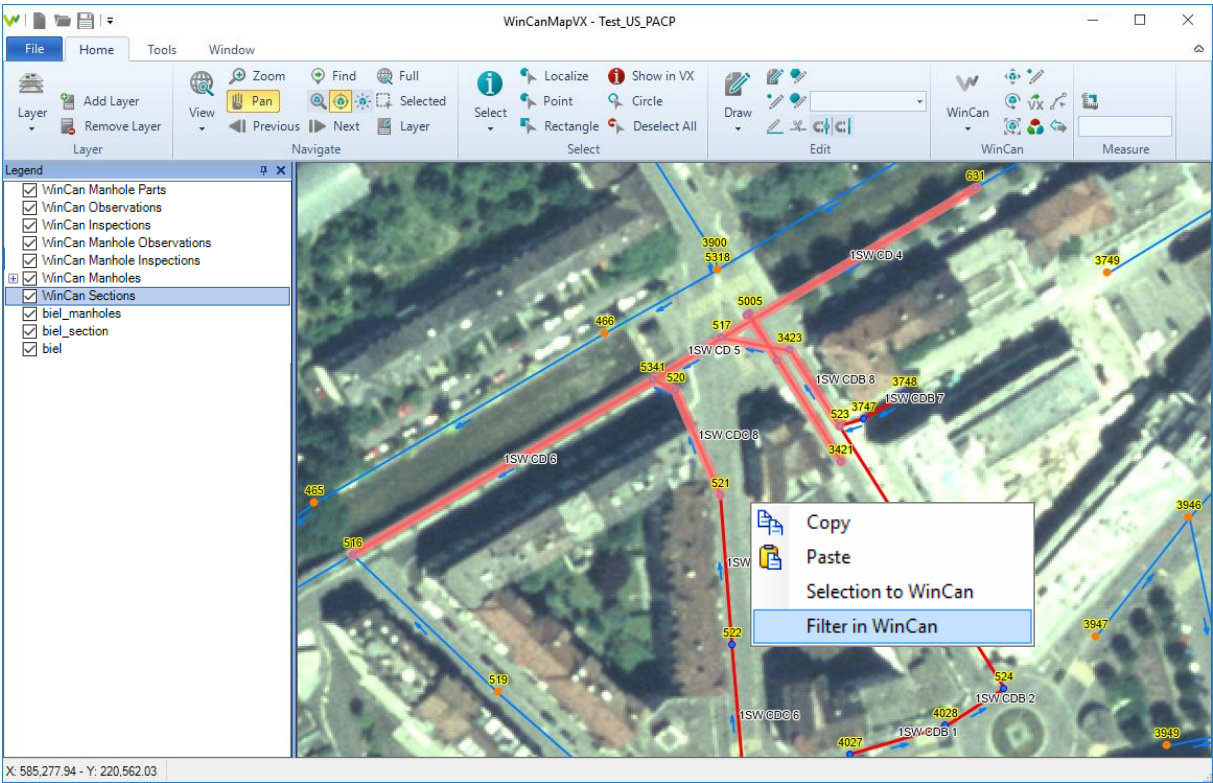 WinCanMapVX - Test_US_PACP
File Home Tools Window
Layer
Add Layer
Remove Layer
Layer
View
Zoom Find Full
Pan Selected
Previous Next Layer
Navigate
Select
Localize Show in VX
Point Circle
Rectangle Deselect All
Select
Draw
Edit
WinCan
VX
WinCan
Measure
Legend
WinCan Manhole Parts
WinCan Observations
WinCan Inspections
WinCan Manhole Observations
WinCan Manhole Inspections
WinCan Manholes
WinCan Sections
biel_manholes
biel_section
biel
631
3900
5318
1SW CD 4
3749
5005
466
517
3423
1SW CD 5
5341
520
1SW CDB 8
3748
1SW CDB 7
3747
523
1SW CDC 8
3421
1SW CD 6
521
465
3946
516
1SW
Copy
Paste
Selection to WinCan
Filter in WinCan
522
3947
519
524
1SW CDB 2
1SW CDC 6
4028
1SW CDB 1
4027
3949
X: 585,277.94 - Y: 220,562.03